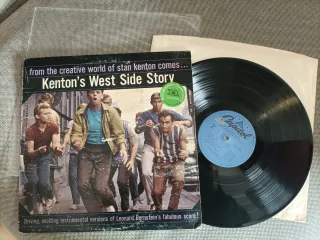 from the creative world of stan kenton comes...
Kenton's West Side Story
Driving, exciting instrumental versions of Leonard Bernstein's fabulous score!
Capitol